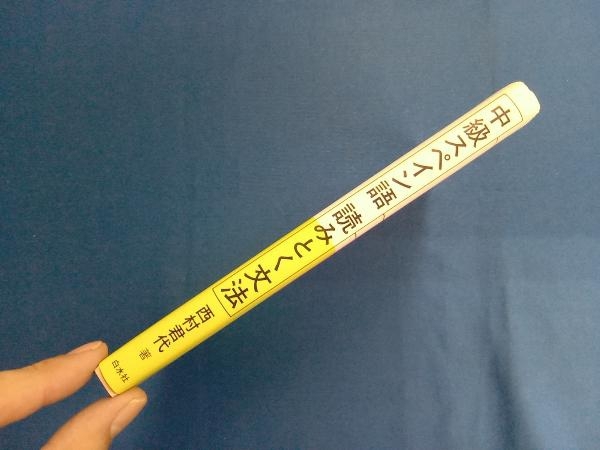 中級スペイン語 読みとく文法
西村君代 著
白水社